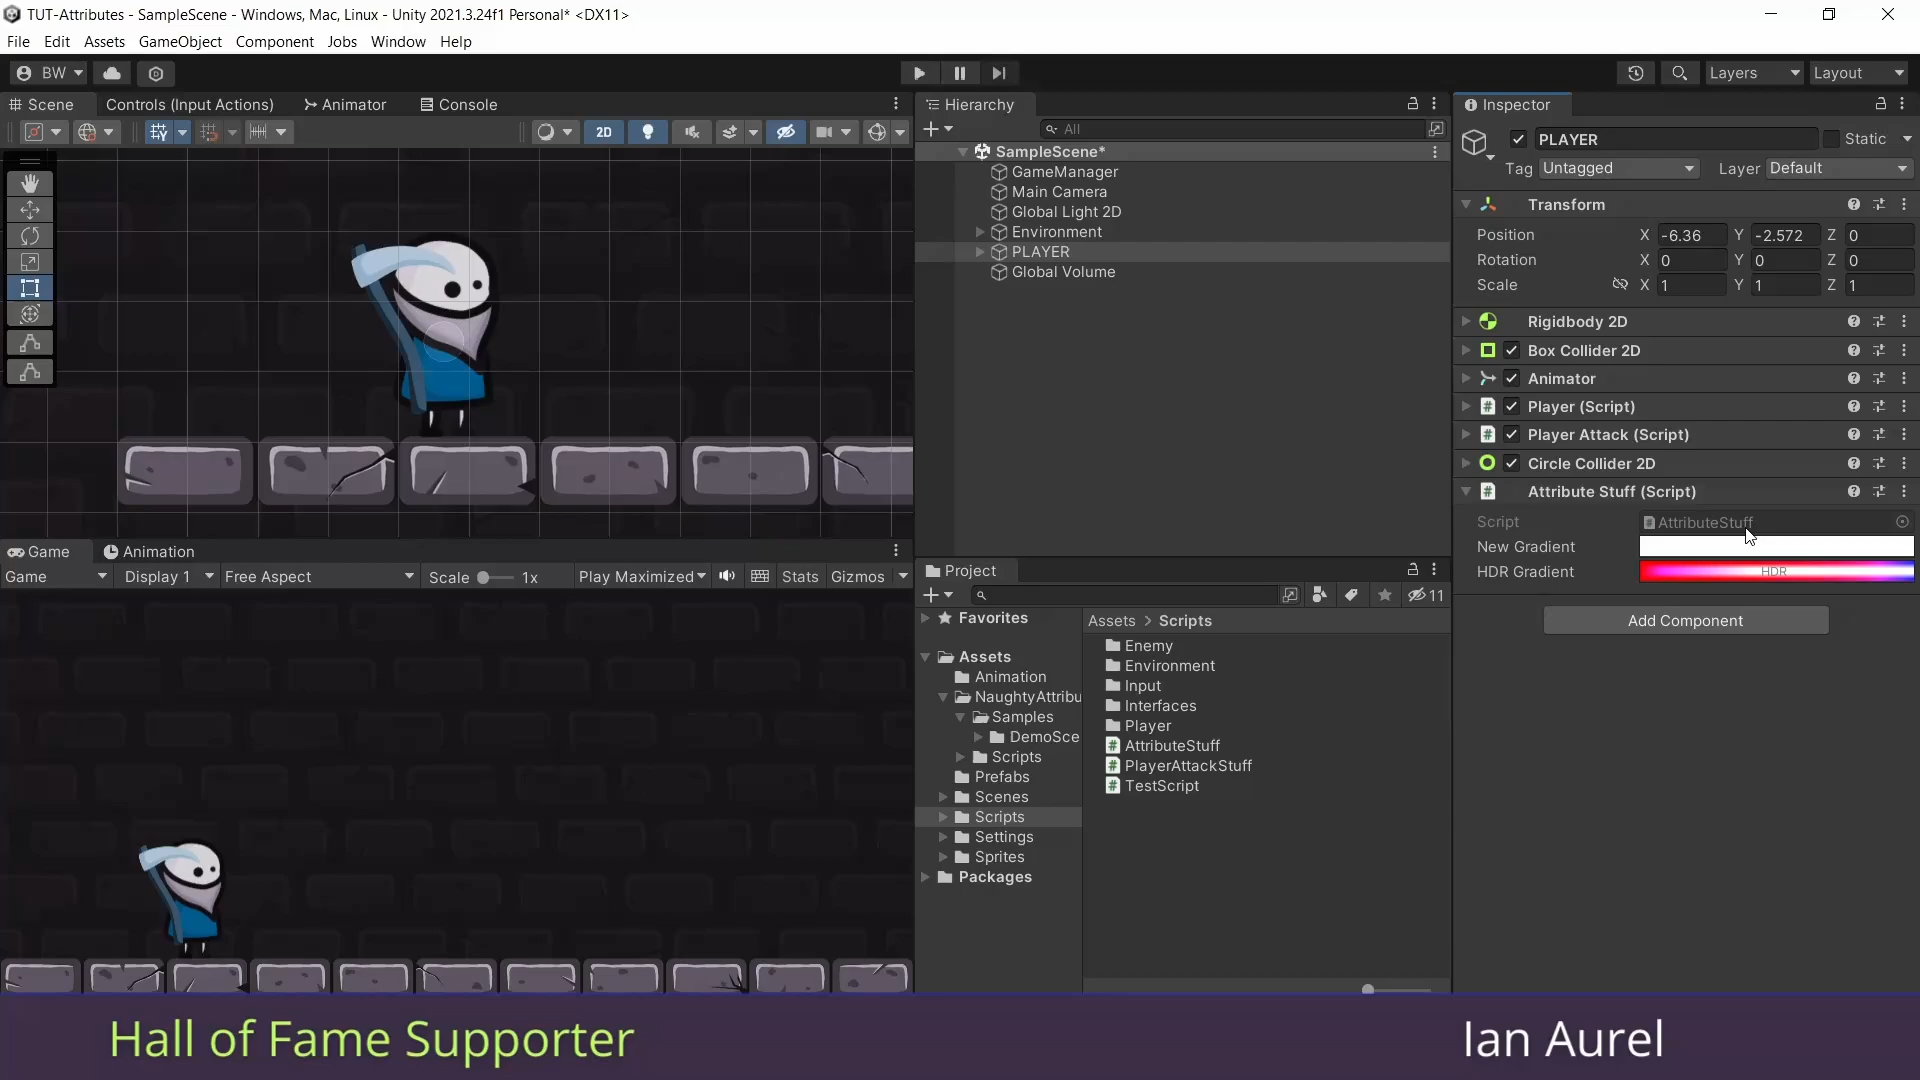 TUT-Attributes - SampleScene - Windows, Mac, Linux - Unity 2021.3.24f1 Personal* <DX11>
File Edit Assets GameObject Component Jobs Window Help
BW Layers Layout
Scene Controls (Input Actions) Animator Console
2D
Hierarchy
All
SampleScene*
GameManager
Main Camera
Global Light 2D
Environment
PLAYER
Global Volume
Inspector
PLAYER Static
Tag Untagged Layer Default
Transform
Position X -6.36 Y -2.572 Z 0
Rotation X 0 Y 0 Z 0
Scale X 1 Y 1 Z 1
Rigidbody 2D
Box Collider 2D
Animator
Player (Script)
Player Attack (Script)
Circle Collider 2D
Attribute Stuff (Script)
Script AttributeStuff
New Gradient
HDR Gradient HDR
Add Component
Game Animation
Game Display 1 Free Aspect Scale 1x Play Maximized Stats Gizmos
Project
11
Favorites
Assets
Animation
NaughtyAttribu
Samples
DemoSce
Scripts
Prefabs
Scenes
Scripts
Settings
Sprites
Packages
Assets > Scripts
Enemy
Environment
Input
Interfaces
Player
AttributeStuff
PlayerAttackStuff
TestScript
Hall of Fame Supporter
Ian Aurel